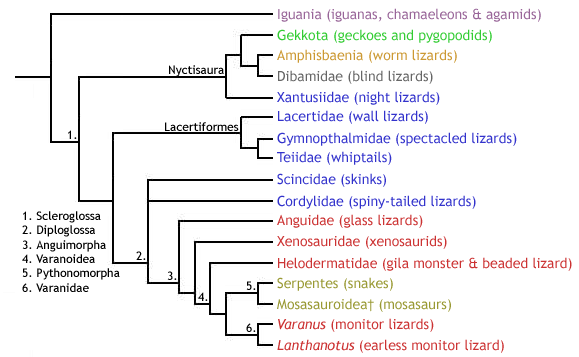 Iguania (iguanas, chamaeleons & agamids)
Gekkota (geckoes and pygopodids)
Amphisbaenia (worm lizards)
Nyctisaura
Dibamidae (blind lizards)
Xantusiidae (night lizards)
Lacertidae (wall lizards)
Lacertiformes
1.
Gymnopthalmidae (spectacled lizards)
Teiidae (whiptails)
Scincidae (skinks)
Cordylidae (spiny-tailed lizards)
Anguidae (glass lizards)
Xenosauridae (xenosaurids)
2.
Helodermatidae (gila monster & beaded lizard)
3.
Serpentes (snakes)
5.
4.
Mosasauroidea† (mosasaurs)
Varanus (monitor lizards)
6.
Lanthanotus (earless monitor lizard)
1. Scleroglossa
2. Diploglossa
3. Anguimorpha
4. Varanoidea
5. Pythonomorpha
6. Varanidae